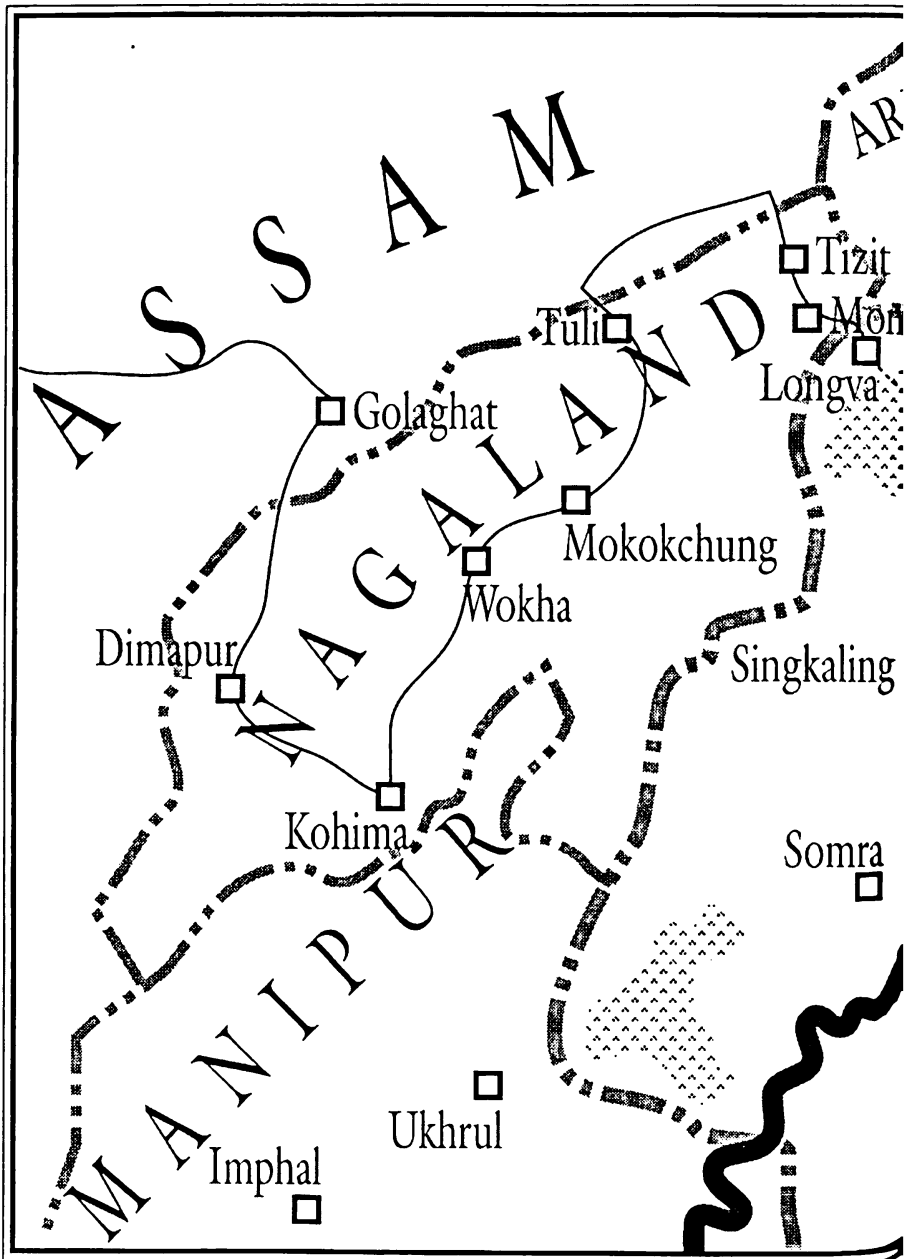 ASSAM
AR
Tizit
Tuli
Mon
Longva
Golaghat
NAGALAND
Mokokchung
Wokha
Dimapur
Singkaling
Kohima
Somra
MANIPUR
Ukhrul
Imphal